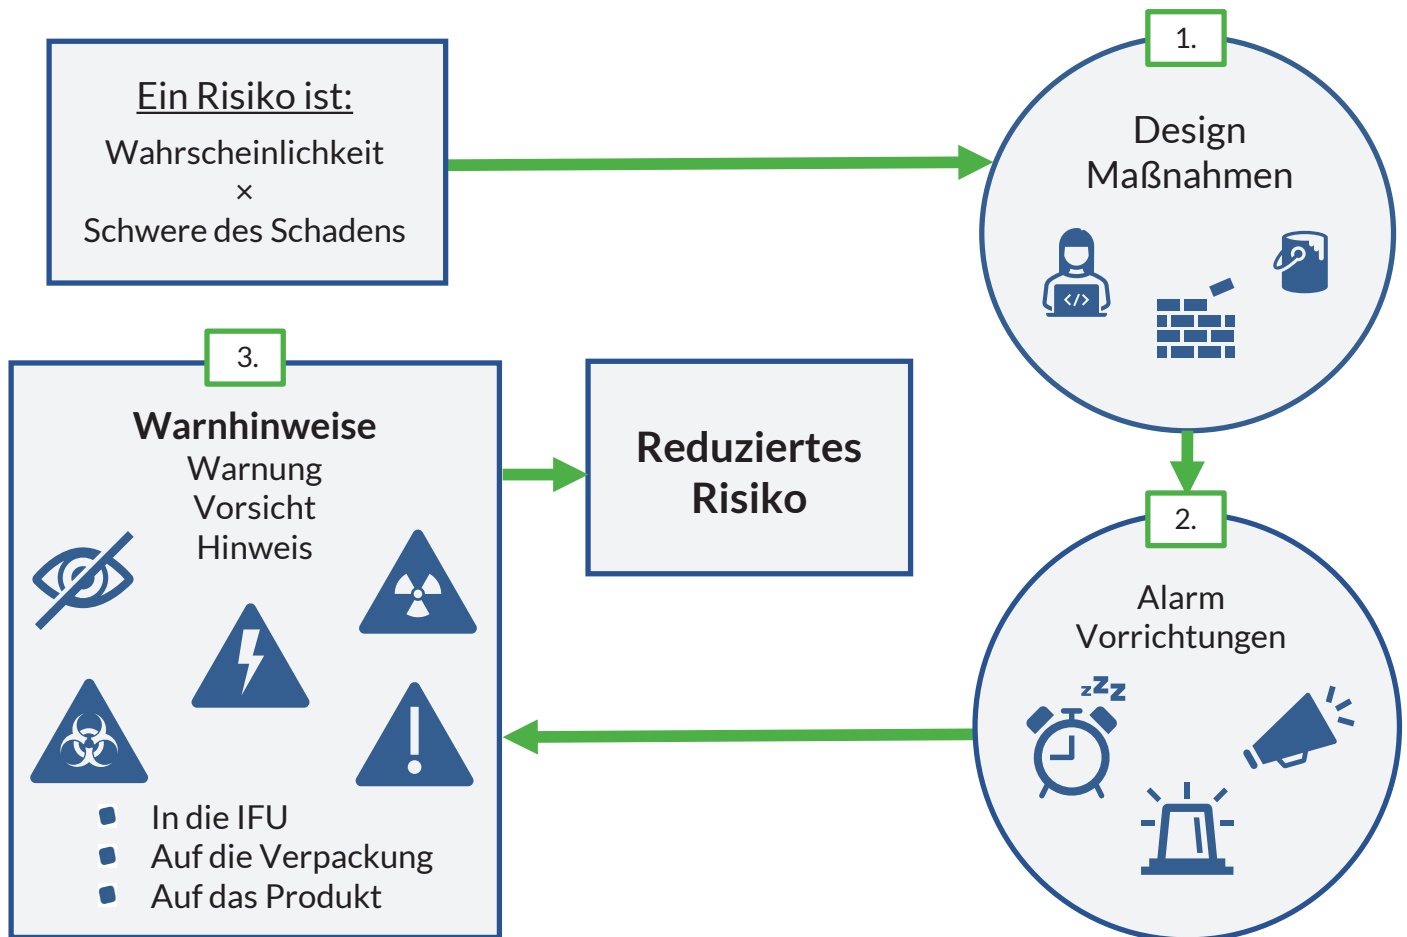 Ein Risiko ist:
Wahrscheinlichkeit
×
Schwere des Schadens
1.
Design
Maßnahmen
</>
2.
Alarm
Vorrichtungen
zzZ
3.
Warnhinweise
Warnung
Vorsicht
Hinweis
In die IFU
Auf die Verpackung
Auf das Produkt
Reduziertes
Risiko